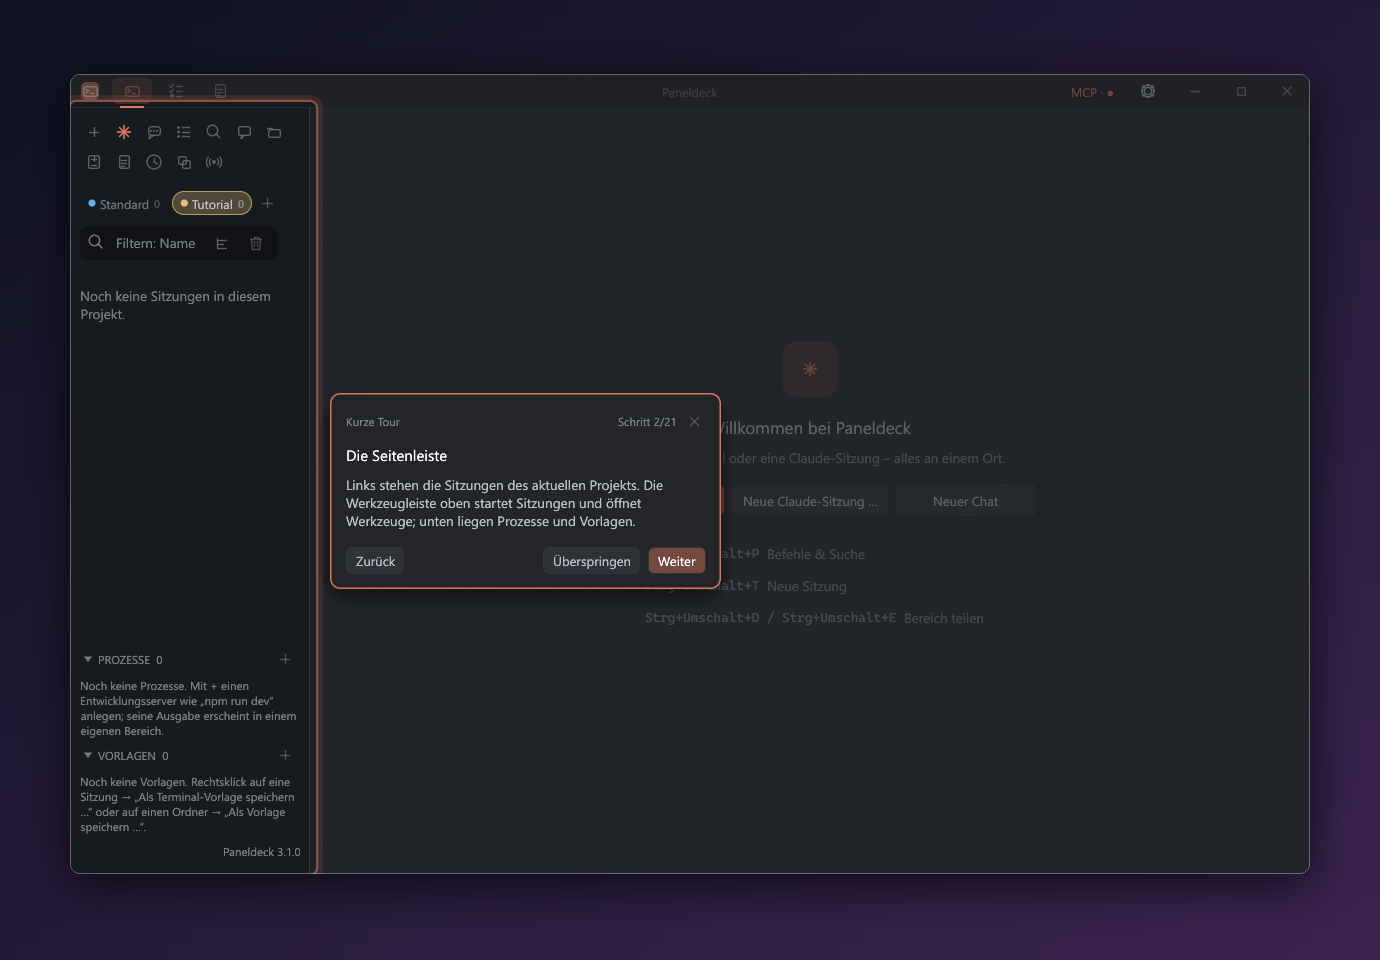 Paneldeck
MCP ·
Standard 0
Tutorial 0
Filtern: Name
Noch keine Sitzungen in diesem
Projekt.
Kurze Tour
Schritt 2/21
Die Seitenleiste
Links stehen die Sitzungen des aktuellen Projekts. Die
Werkzeugleiste oben startet Sitzungen und öffnet
Werkzeuge; unten liegen Prozesse und Vorlagen.
Zurück
Überspringen
Weiter
Willkommen bei Paneldeck
oder eine Claude-Sitzung – alles an einem Ort.
Neue Claude-Sitzung ...
Neuer Chat
alt+P Befehle & Suche
Strg+Umschalt+T Neue Sitzung
Strg+Umschalt+D / Strg+Umschalt+E Bereich teilen
PROZESSE 0
Noch keine Prozesse. Mit + einen
Entwicklungsserver wie „npm run dev“
anlegen; seine Ausgabe erscheint in einem
eigenen Bereich.
VORLAGEN 0
Noch keine Vorlagen. Rechtsklick auf eine
Sitzung → „Als Terminal-Vorlage speichern
...“ oder auf einen Ordner → „Als Vorlage
speichern ...“.
Paneldeck 3.1.0